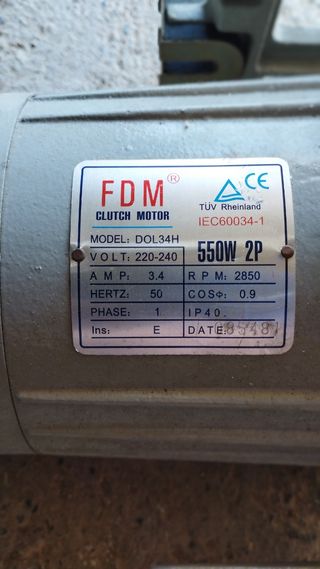 FDM®
CLUTCH MOTOR
TÜV Rheinland
CE
IEC60034-1
MODEL: DOL34H
550W 2P
VOLT: 220-240
AMP: 3.4
RPM: 2850
HERTZ: 50
COSΦ: 0.9
PHASE: 1
IP40.
Ins: E
DATE: